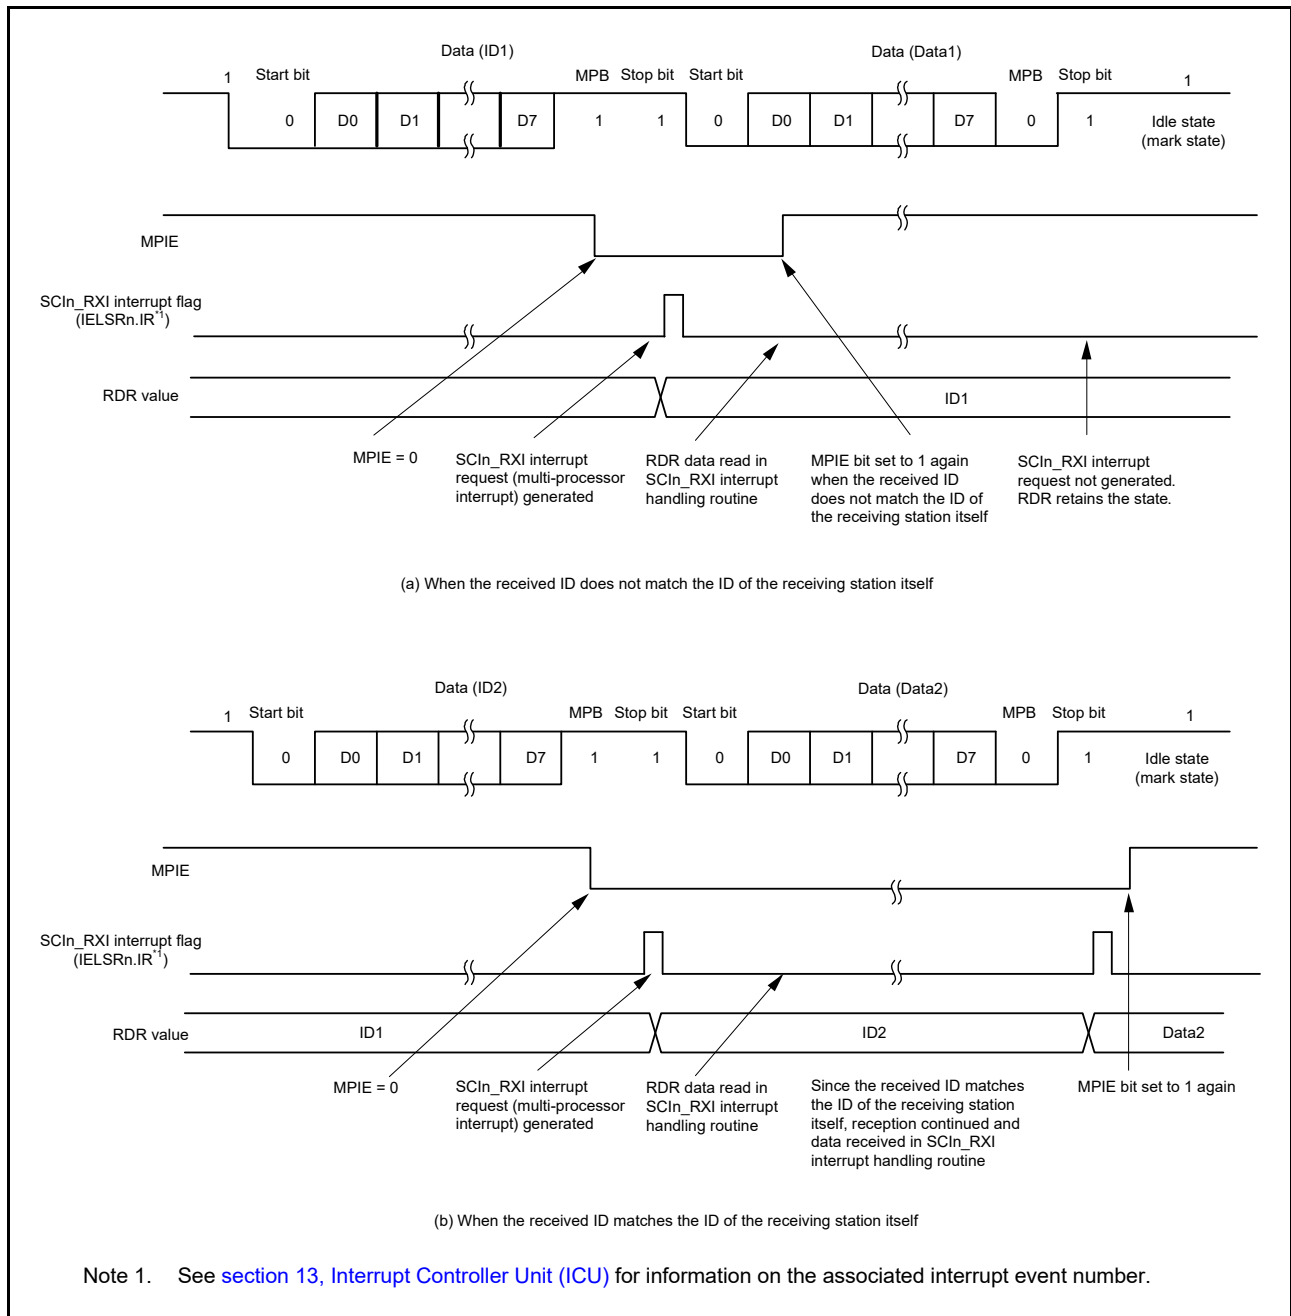 Data (ID1) Data (Data1)
1 Start bit MPB Stop bit Start bit MPB Stop bit 1
0 D0 D1 D7 1 1 0 D0 D1 D7 0 1 Idle state
(mark state)
MPIE
SCIn_RXI interrupt flag
(IELSRn.IR*1)
RDR value ID1
MPIE = 0
SCIn_RXI interrupt
request (multi-processor
interrupt) generated
RDR data read in
SCIn_RXI interrupt
handling routine
MPIE bit set to 1 again
when the received ID
does not match the ID of
the receiving station itself
SCIn_RXI interrupt
request not generated.
RDR retains the state.
(a) When the received ID does not match the ID of the receiving station itself
Data (ID2) Data (Data2)
1 Start bit MPB Stop bit Start bit MPB Stop bit 1
0 D0 D1 D7 1 1 0 D0 D1 D7 0 1 Idle state
(mark state)
MPIE
SCIn_RXI interrupt flag
(IELSRn.IR*1)
RDR value ID1 ID2 Data2
MPIE = 0
SCIn_RXI interrupt
request (multi-processor
interrupt) generated
RDR data read in
SCIn_RXI interrupt
handling routine
Since the received ID matches
the ID of the receiving station
itself, reception continued and
data received in SCIn_RXI
interrupt handling routine
MPIE bit set to 1 again
(b) When the received ID matches the ID of the receiving station itself
Note 1. See section 13, Interrupt Controller Unit (ICU) for information on the associated interrupt event number.